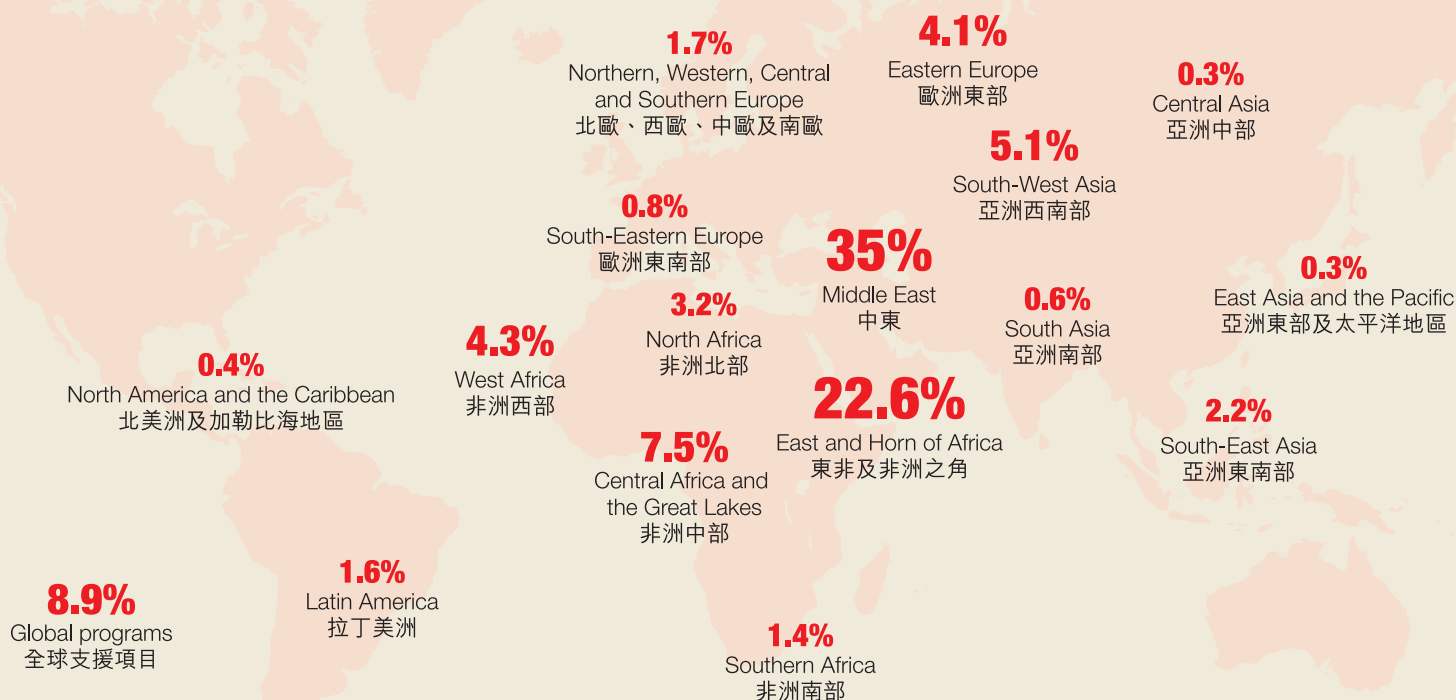 1.7%
Northern, Western, Central
and Southern Europe
北歐、西歐、中歐及南歐
4.1%
Eastern Europe
歐洲東部
0.3%
Central Asia
亞洲中部
5.1%
South-West Asia
亞洲西南部
0.8%
South-Eastern Europe
歐洲東南部
35%
Middle East
中東
0.3%
East Asia and the Pacific
亞洲東部及太平洋地區
3.2%
North Africa
非洲北部
0.6%
South Asia
亞洲南部
4.3%
West Africa
非洲西部
0.4%
North America and the Caribbean
北美洲及加勒比海地區
22.6%
East and Horn of Africa
東非及非洲之角
2.2%
South-East Asia
亞洲東南部
7.5%
Central Africa and
the Great Lakes
非洲中部
1.6%
Latin America
拉丁美洲
8.9%
Global programs
全球支援項目
1.4%
Southern Africa
非洲南部